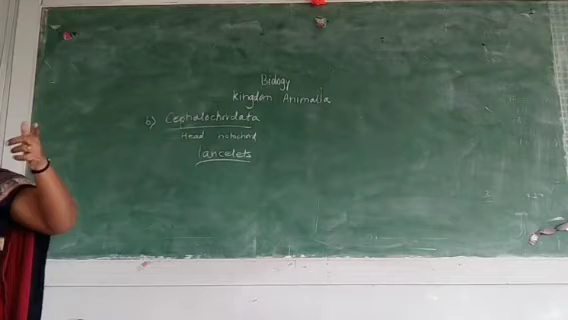 Biology
Kingdom Animalia
b) Cephalochordata
Head notochord
lancelets